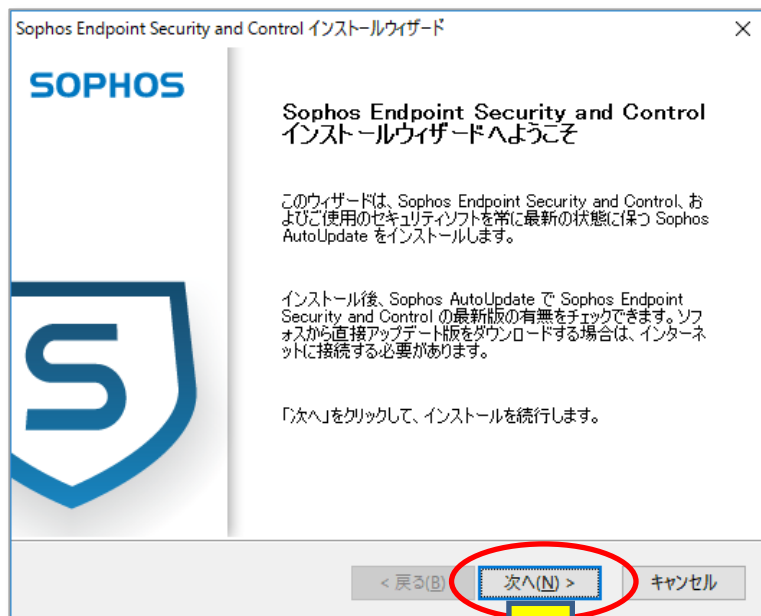 Sophos Endpoint Security and Control インストールウィザード
SOPHOS
Sophos Endpoint Security and Control
インストールウィザードへようこそ
このウィザードは、Sophos Endpoint Security and Control、お
よびご使用のセキュリティソフトを常に最新の状態に保つ Sophos
AutoUpdate をインストールします。
インストール後、Sophos AutoUpdate で Sophos Endpoint
Security and Control の最新版の有無をチェックできます。ソフ
ォスから直接アップデート版をダウンロードする場合は、インターネ
ットに接続する必要があります。
「次へ」をクリックして、インストールを続行します。
S
< 戻る(B) 次へ(N) > キャンセル